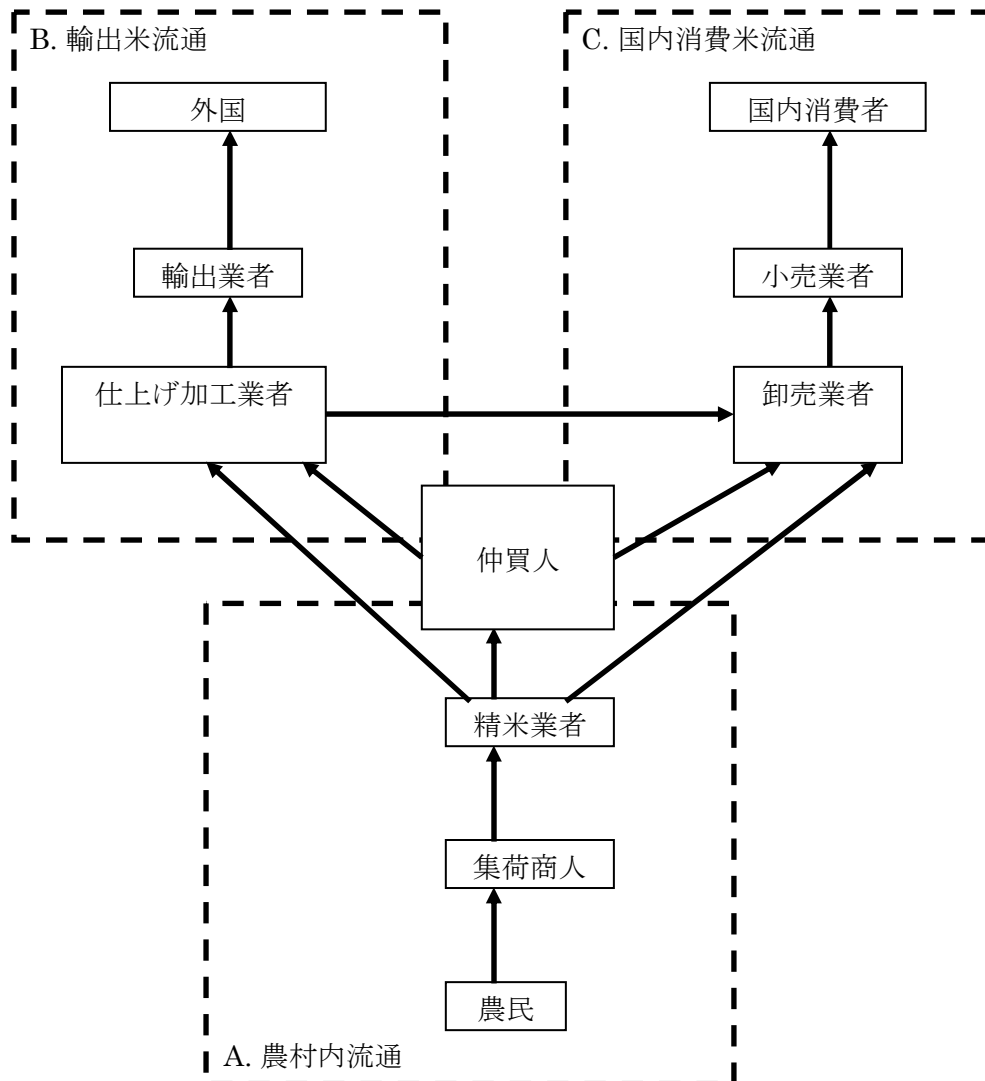 B. 輸出米流通
C. 国内消費米流通
外国
国内消費者
輸出業者
小売業者
仕上げ加工業者
卸売業者
仲買人
精米業者
集荷商人
農民
A. 農村内流通